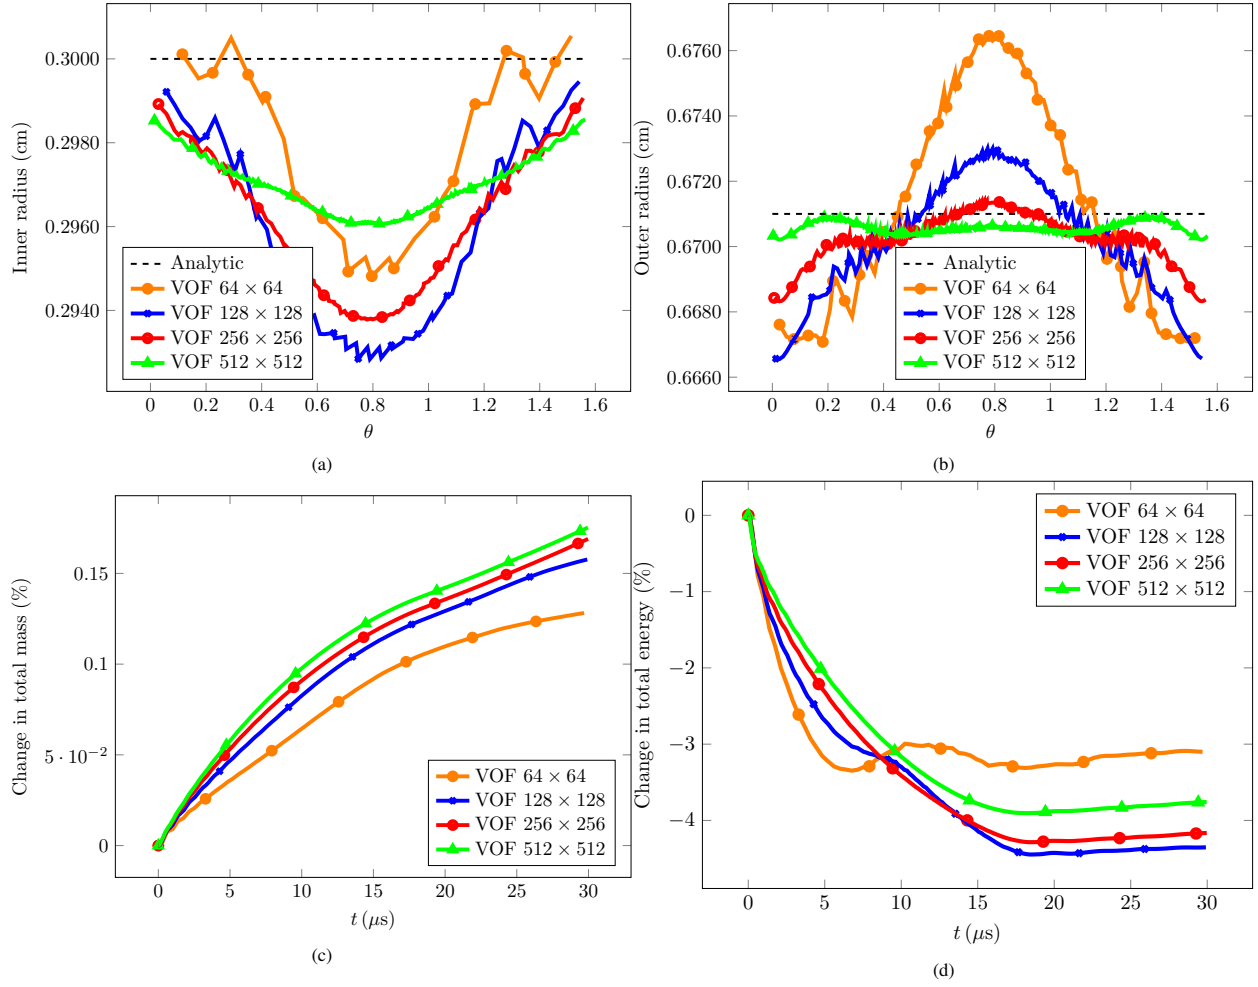 0.3000
0.2980
0.2960
0.2940
Inner radius (cm)
Analytic
VOF 64 × 64
VOF 128 × 128
VOF 256 × 256
VOF 512 × 512
0 0.2 0.4 0.6 0.8 1 1.2 1.4 1.6
θ
(a)
0.6760
0.6740
0.6720
0.6700
0.6680
0.6660
Outer radius (cm)
Analytic
VOF 64 × 64
VOF 128 × 128
VOF 256 × 256
VOF 512 × 512
0 0.2 0.4 0.6 0.8 1 1.2 1.4 1.6
θ
(b)
0.15
0.1
5 · 10⁻²
0
Change in total mass (%)
VOF 64 × 64
VOF 128 × 128
VOF 256 × 256
VOF 512 × 512
0 5 10 15 20 25 30
t (μs)
(c)
0
−1
−2
−3
−4
Change in total energy (%)
VOF 64 × 64
VOF 128 × 128
VOF 256 × 256
VOF 512 × 512
0 5 10 15 20 25 30
t (μs)
(d)